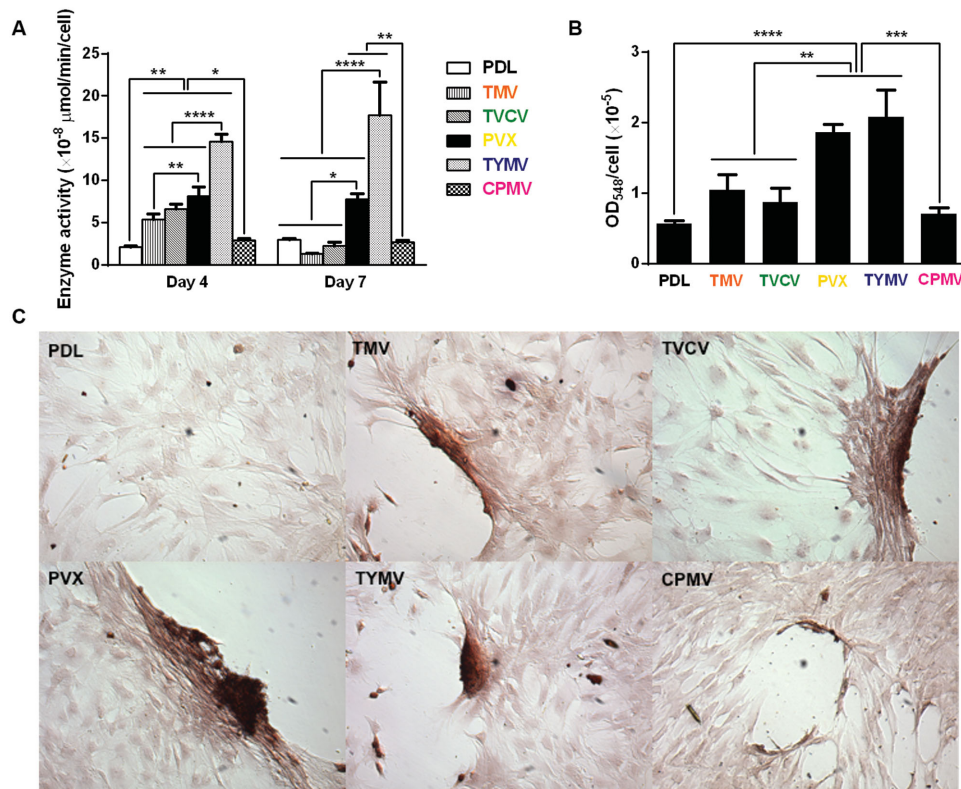 A
Enzyme activity (×10⁻⁸ μmol/min/cell)
25
20
15
10
5
0
** *
****
**
**
****
*
Day 4 Day 7
PDL
TMV
TVCV
PVX
TYMV
CPMV
B
OD₅₄₈/cell (×10⁻⁵)
3
2
1
0
**** ***
**
PDL TMV TVCV PVX TYMV CPMV
C
PDL TMV TVCV
PVX TYMV CPMV